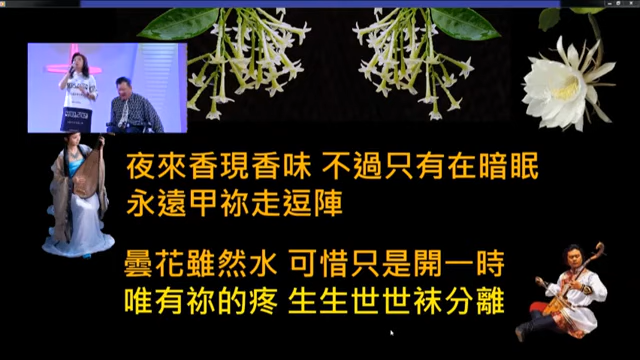 夜來香現香味 不過只有在暗眠
永遠甲祢走逗陣
曇花雖然水 可惜只是開一時
唯有祢的疼 生生世世袜分離